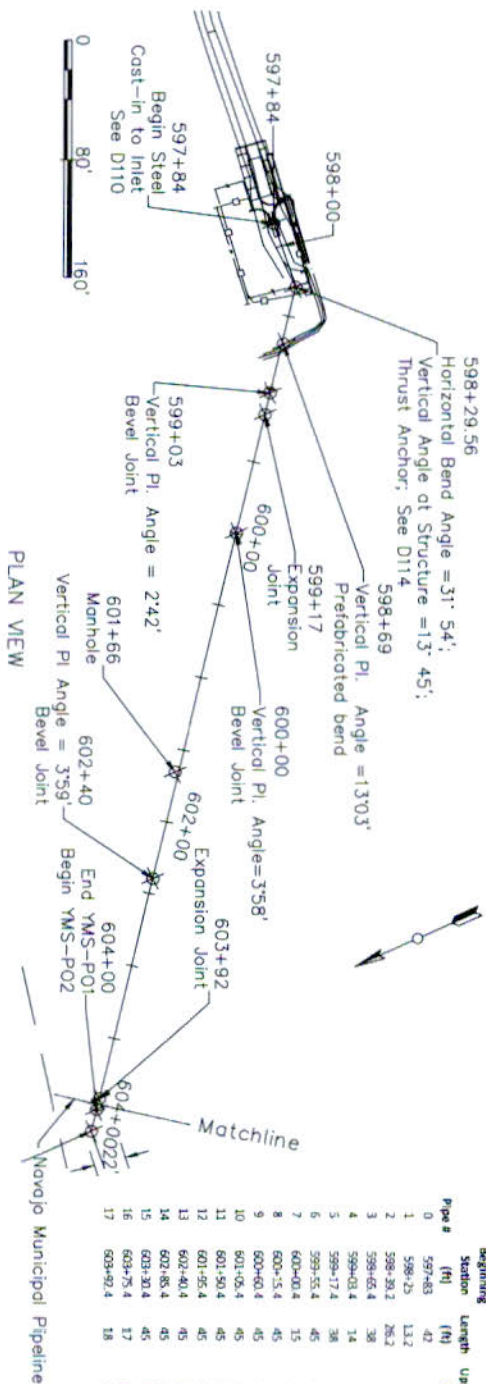 598+29.56
Horizontal Bend Angle =31° 54';
Vertical Angle at Structure =13° 45';
Thrust Anchor; See D114
598+69
Vertical PI. Angle =13°03'
Prefabricated bend
598+00
597+84
597+84
Begin Steel
Cast-in to Inlet
See D110
0
80'
160'
599+17
Expansion
Joint
600+00
600+00
Vertical PI. Angle=3°58'
Bevel Joint
599+03
Vertical PI. Angle = 2°42'
Bevel Joint
601+66
Manhole
602+00
603+92
Expansion Joint
602+40
Vertical PI Angle = 3°59'
Bevel Joint
604+00
End YMS-P01
Begin YMS-P02
604+00
22'
Matchline
Navajo Municipal Pipeline
PLAN VIEW
Beginning
Station Length Up
Pipe # (ft) (ft)
0 597+83 42
1 598+25 13.2
2 598+39.2 26.2
3 598+65.4 38
4 599+03.4 14
5 599+17.4 38
6 599+55.4 45
7 600+00.4 15
8 600+15.4 45
9 600+60.4 45
10 601+05.4 45
11 601+50.4 45
12 601+95.4 45
13 602+40.4 45
14 602+85.4 45
15 603+30.4 45
16 603+75.4 17
17 603+92.4 18